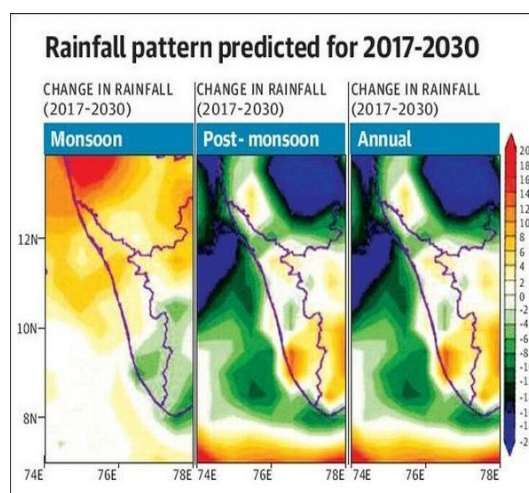 Rainfall pattern predicted for 2017-2030
CHANGE IN RAINFALL
(2017-2030)
Monsoon
CHANGE IN RAINFALL
(2017-2030)
Post- monsoon
CHANGE IN RAINFALL
(2017-2030)
Annual
12N
10N
8N
74E 76E 78E
74E 76E 78E
74E 76E 78E
20
16
14
12
10
8
6
4
2
0
-2
-4
-6
-8